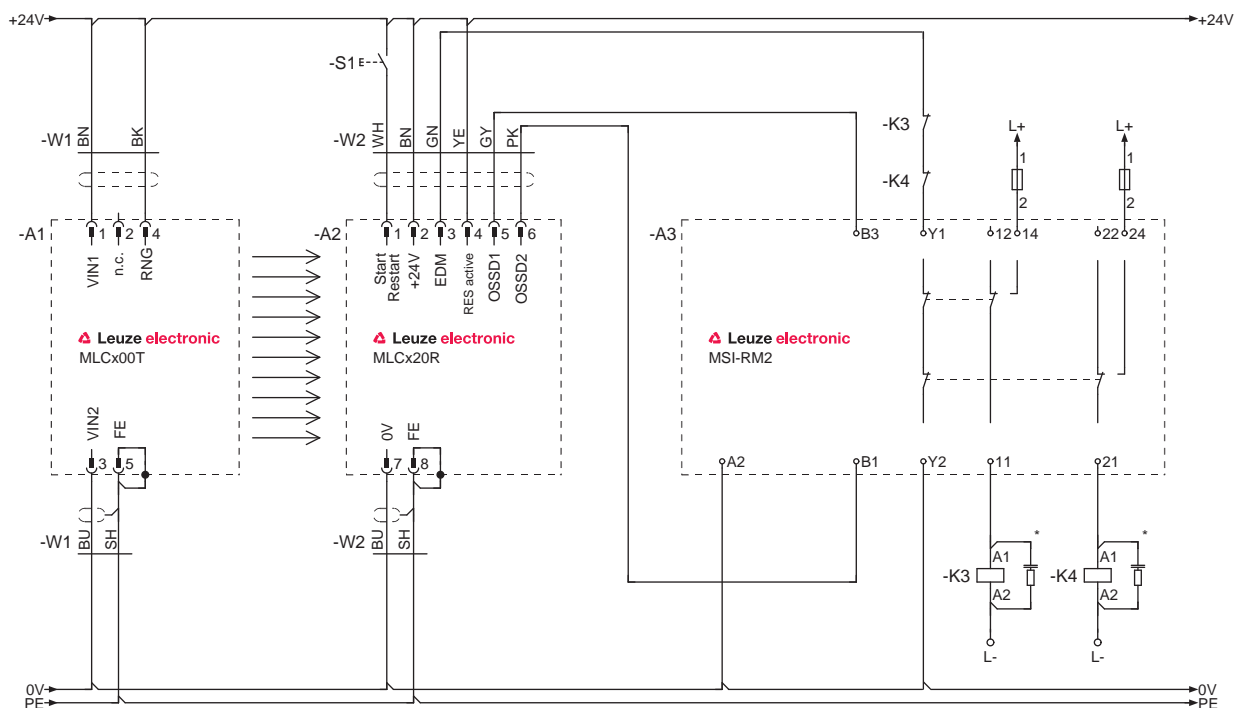 +24V
+24V
-S1
-W1
BN
BK
-W2
WH
BN
GN
YE
GY
PK
-K3
-K4
L+
1
2
L+
1
2
-A1
1
2
4
VIN1
n.c.
RNG
Leuze electronic
MLCx00T
VIN2
FE
3
5
-W1
BU
SH
-A2
1
2
3
4
5
6
Start
Restart
+24V
EDM
RES active
OSSD1
OSSD2
Leuze electronic
MLCx20R
0V
FE
7
8
-W2
BU
SH
-A3
B3
Y1
12
14
22
24
Leuze electronic
MSI-RM2
A2
B1
Y2
11
21
*
-K3
A1
A2
L-
*
-K4
A1
A2
L-
0V
0V
PE
PE